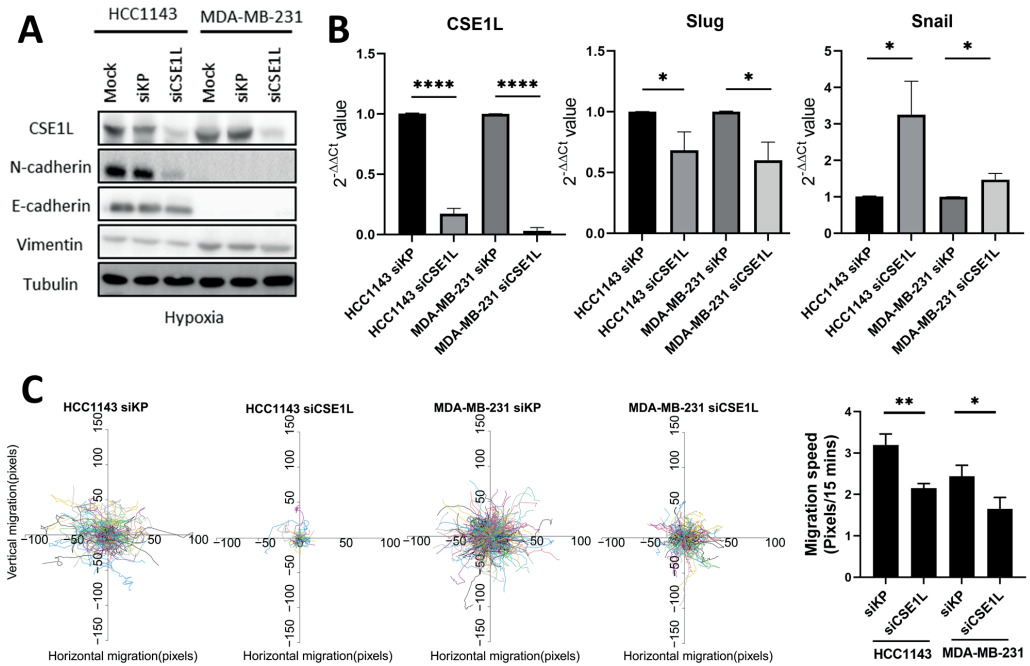 A
HCC1143 MDA-MB-231
Mock siKP siCSE1L Mock siKP siCSE1L
CSE1L
N-cadherin
E-cadherin
Vimentin
Tubulin
Hypoxia
B
CSE1L
2-ΔΔCt value
1.5
****
****
1.0
0.5
0.0
HCC1143 siKP
HCC1143 siCSE1L
MDA-MB-231 siKP
MDA-MB-231 siCSE1L
Slug
2-ΔΔCt value
1.5
*
*
1.0
0.5
0.0
HCC1143 siKP
HCC1143 siCSE1L
MDA-MB-231 siKP
MDA-MB-231 siCSE1L
Snail
2-ΔΔCt value
5
*
*
4
3
2
1
0
HCC1143 siKP
HCC1143 siCSE1L
MDA-MB-231 siKP
MDA-MB-231 siCSE1L
C
HCC1143 siKP
Vertical migration(pixels)
150
100
50
−100 −50 0 50 100
−50
−100
−150
Horizontal migration(pixels)
HCC1143 siCSE1L
150
100
50
−100 −50 0 50 100
−50
−100
−150
Horizontal migration(pixels)
MDA-MB-231 siKP
150
100
50
−100 −50 0 50 100
−50
−100
−150
Horizontal migration(pixels)
MDA-MB-231 siCSE1L
150
100
50
−100 −50 0 50 100
−50
−100
−150
Horizontal migration(pixels)
Migration speed
(Pixels/15 mins)
4
**
*
3
2
1
0
siKP
siCSE1L
siKP
siCSE1L
HCC1143 MDA-MB-231